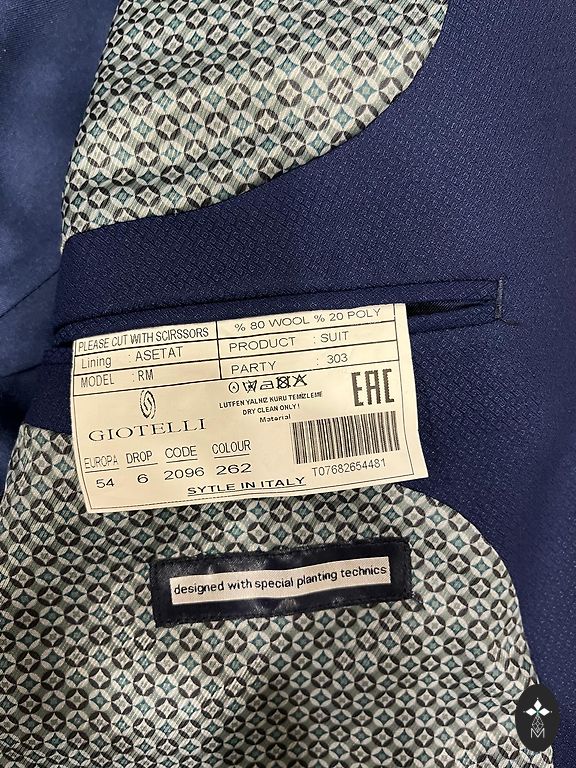 PLEASE CUT WITH SCIRSSORS
% 80 WOOL % 20 POLY
Lining : ASETAT
PRODUCT : SUIT
MODEL : RM
PARTY : 303
LUTFEN YALNIZ KURU TEMIZLEME
DRY CLEAN ONLY!
Material
EAC
GIOTELLI
EUROPA DROP CODE COLOUR
54 6 2096 262
T07682654481
SYTLE IN ITALY
designed with special planting technics
M